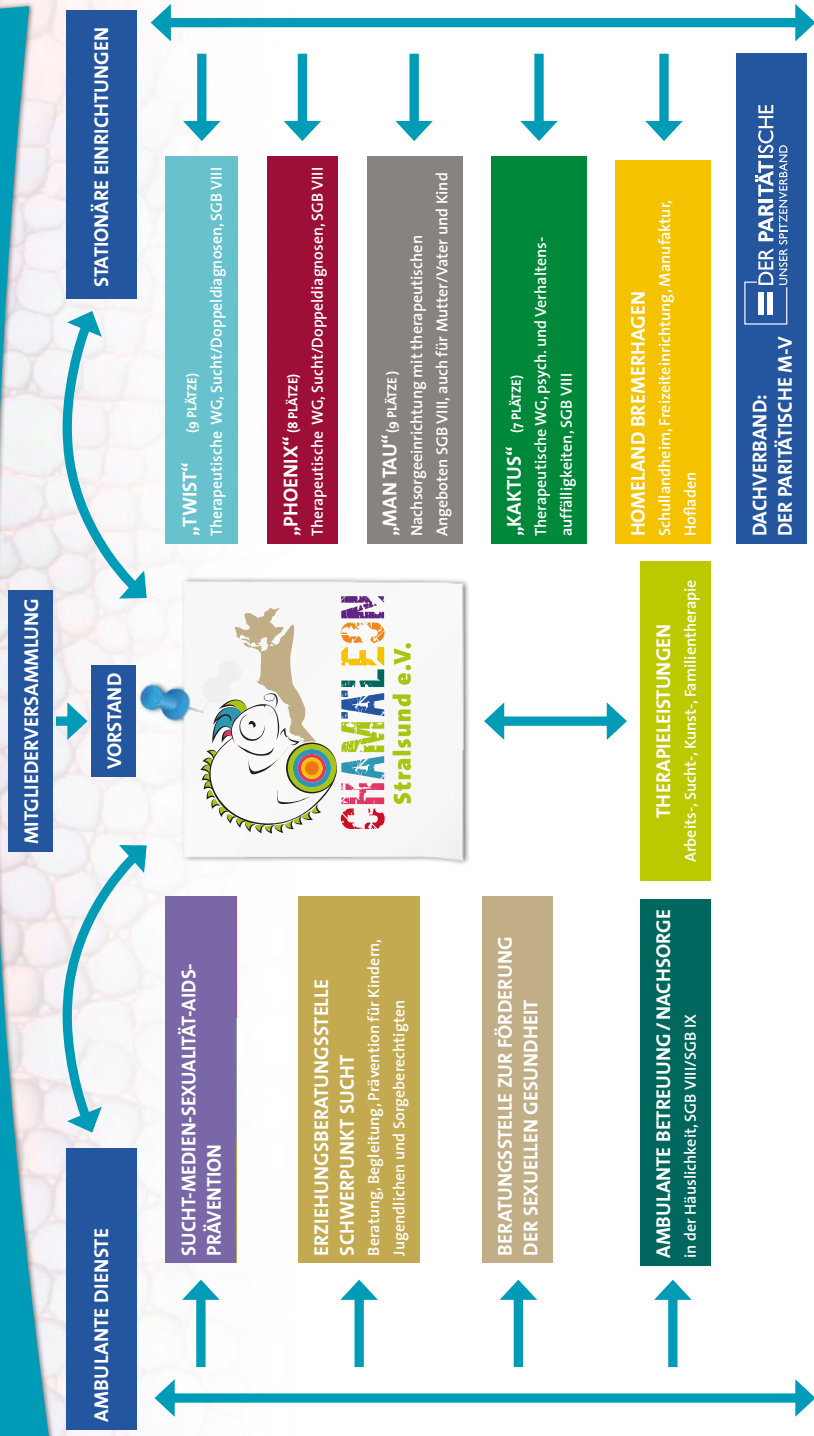 MITGLIEDERVERSAMMLUNG
VORSTAND
AMBULANTE DIENSTE
SUCHT-MEDIEN-SEXUALITÄT-AIDS-
PRÄVENTION
ERZIEHUNGSBERATUNGSSTELLE
SCHWERPUNKT SUCHT
Beratung, Begleitung, Prävention für Kindern,
Jugendlichen und Sorgeberechtigten
BERATUNGSSTELLE ZUR FÖRDERUNG
DER SEXUELLEN GESUNDHEIT
AMBULANTE BETREUUNG / NACHSORGE
in der Häuslichkeit, SGB VIII/SGB IX
CHAMÄLEON
Stralsund e.V.
THERAPIELEISTUNGEN
Arbeits-, Sucht-, Kunst-, Familientherapie
STATIONÄRE EINRICHTUNGEN
„TWIST“ (9 PLÄTZE)
Therapeutische WG, Sucht/Doppeldiagnosen, SGB VIII
„PHOENIX“ (8 PLÄTZE)
Therapeutische WG, Sucht/Doppeldiagnosen, SGB VIII
„MAN TAU“ (9 PLÄTZE)
Nachsorgeeinrichtung mit therapeutischen
Angeboten SGB VIII, auch für Mutter/Vater und Kind
„KAKTUS“ (7 PLÄTZE)
Therapeutische WG, psych. und Verhaltens-
auffälligkeiten, SGB VIII
HOMELAND BREMERHAGEN
Schullandheim, Freizeiteinrichtung, Manufaktur,
Hofladen
DACHVERBAND:
DER PARITÄTISCHE M-V
DER PARITÄTISCHE
UNSER SPITZENVERBAND